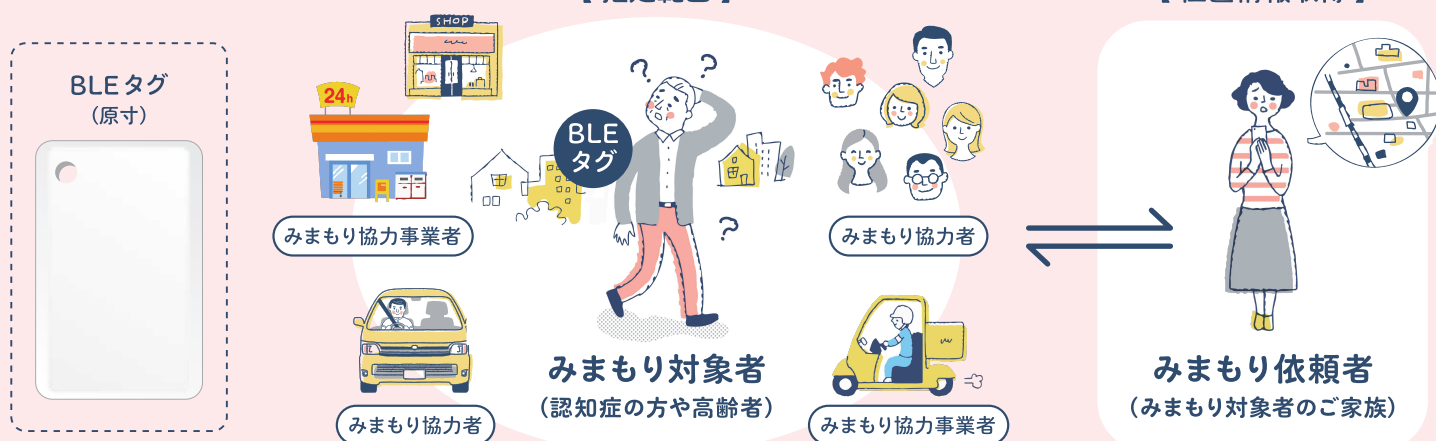 BLEタグ
(原寸)
SHOP
24h
みまもり協力事業者
みまもり協力者
BLE
タグ
みまもり対象者
(認知症の方や高齢者)
みまもり協力者
みまもり協力事業者
みまもり依頼者
(みまもり対象者のご家族)